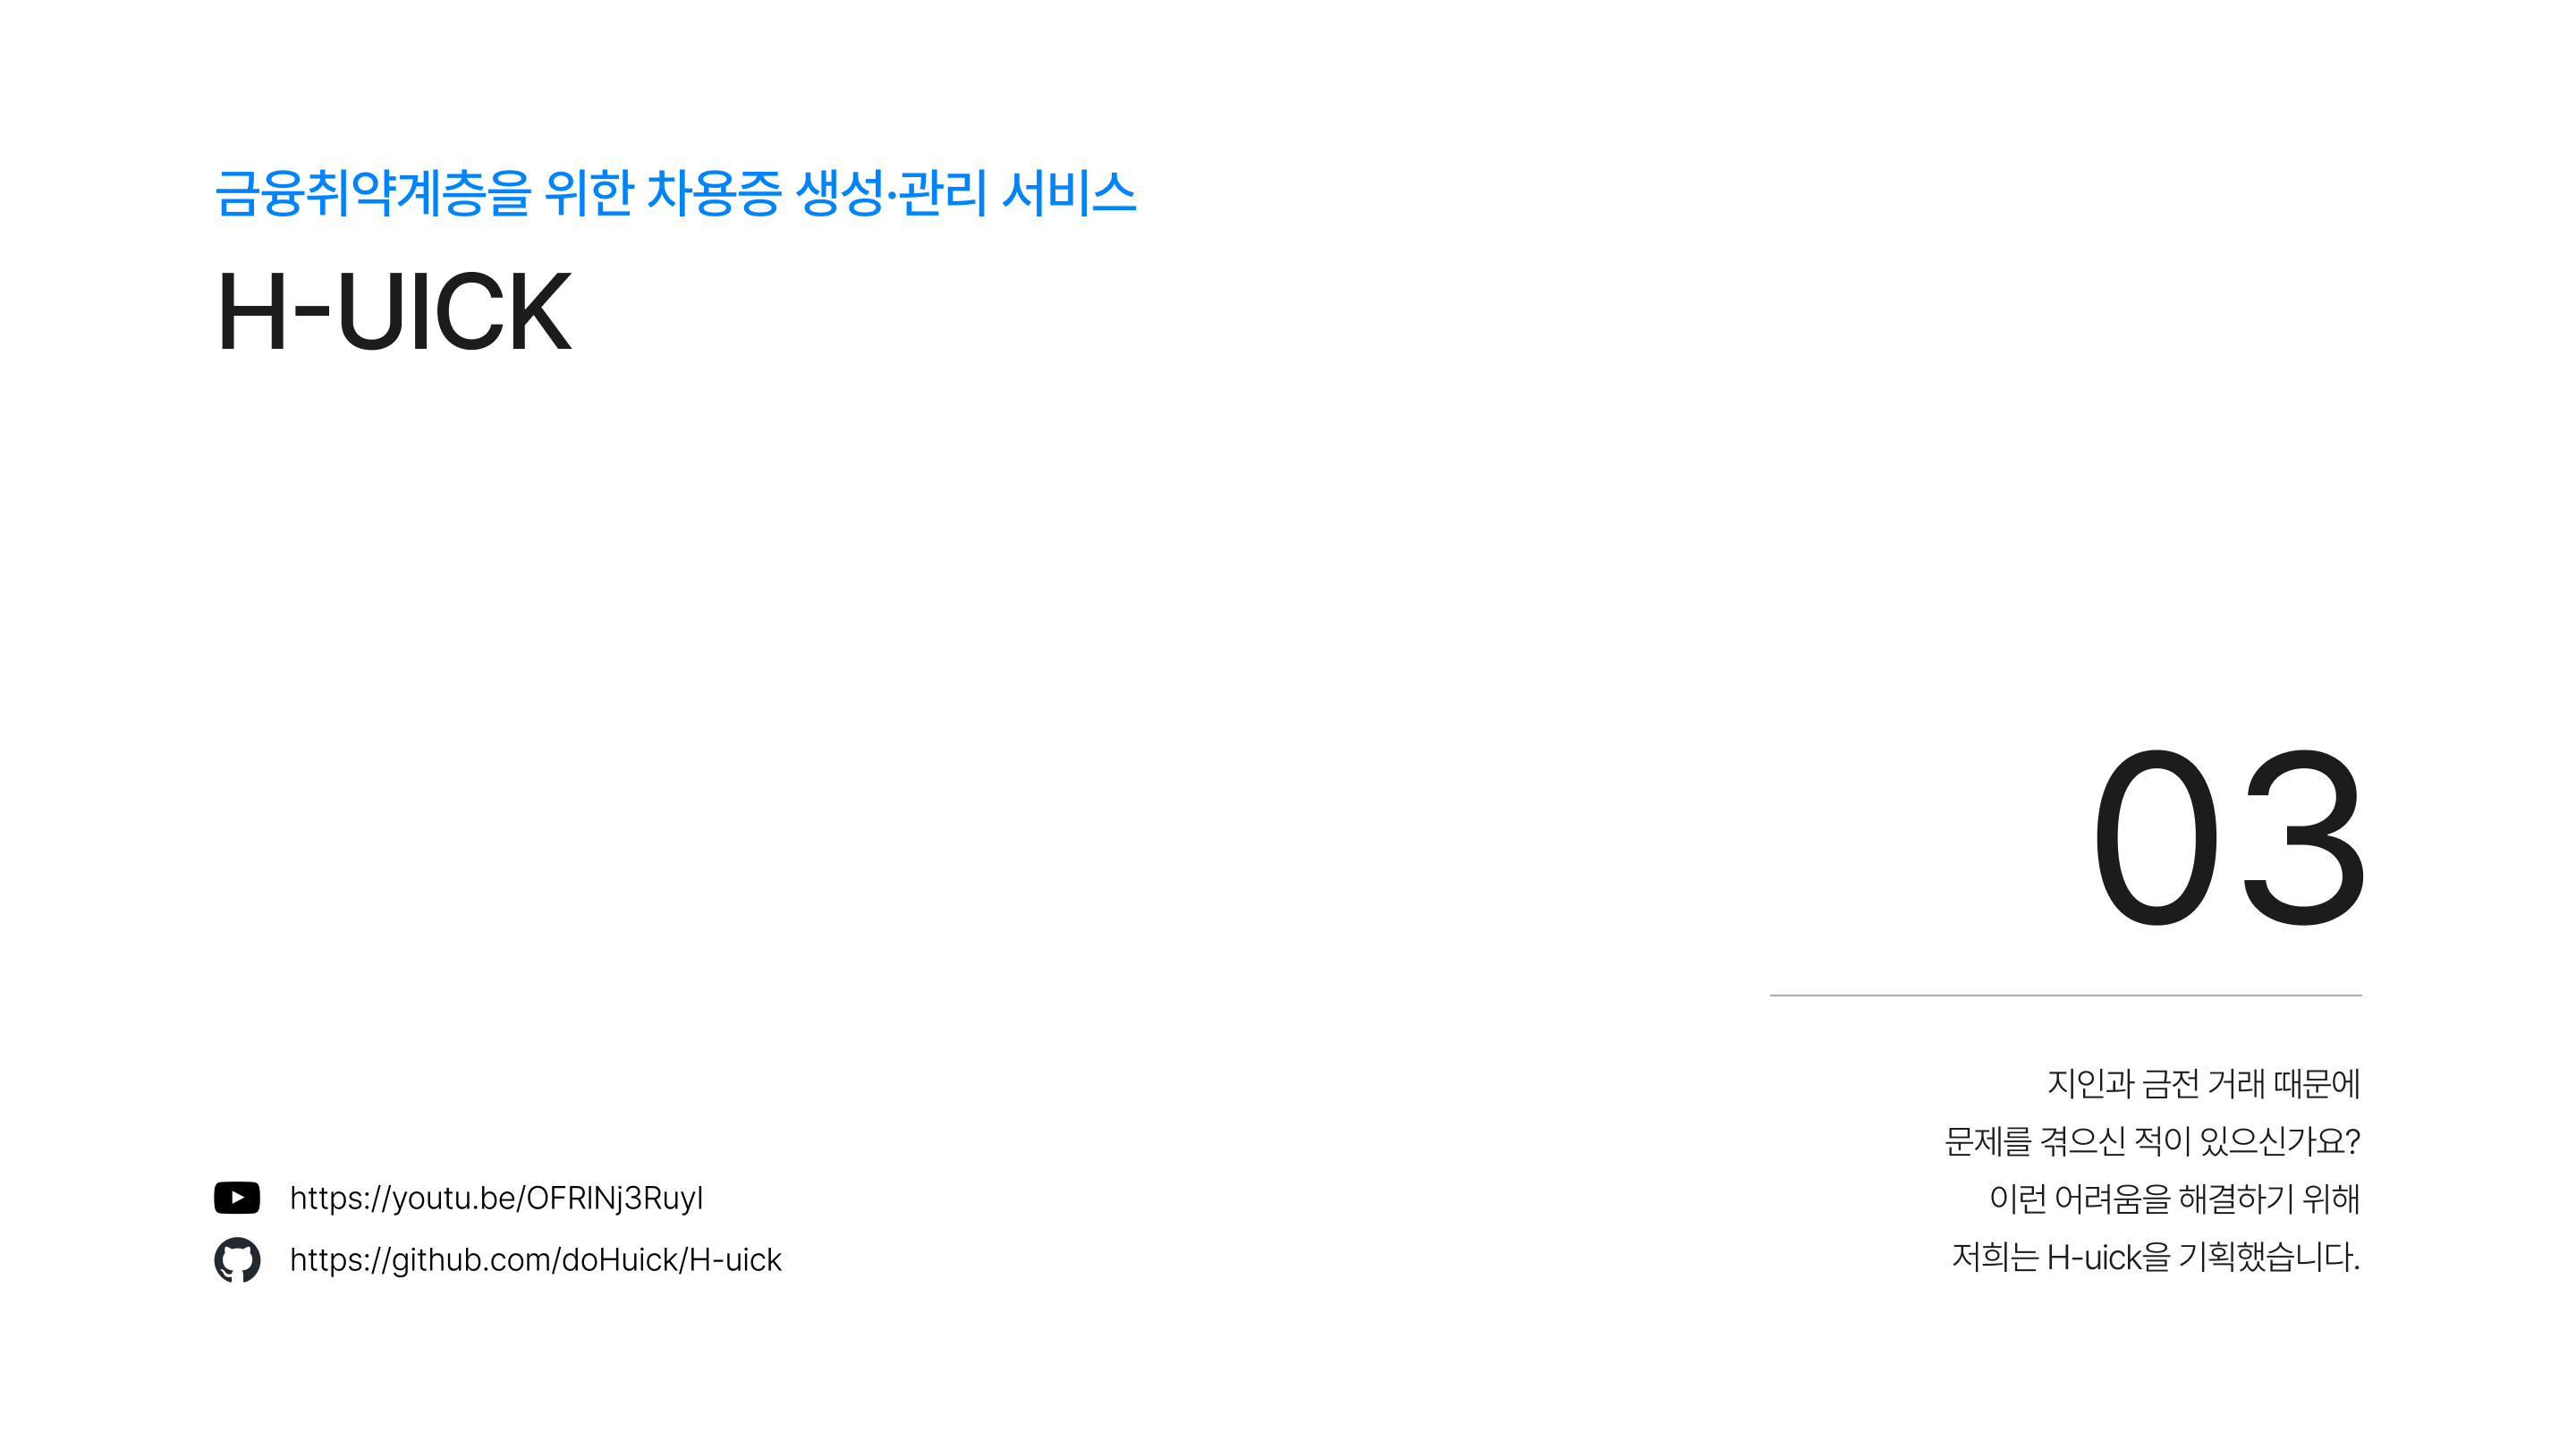 금융취약계층을 위한 차용증 생성·관리 서비스
H-UICK
03
지인과 금전 거래 때문에
문제를 겪으신 적이 있으신가요?
이런 어려움을 해결하기 위해
저희는 H-uick을 기획했습니다.
https://youtu.be/OFRlNj3RuyI
https://github.com/doHuick/H-uick